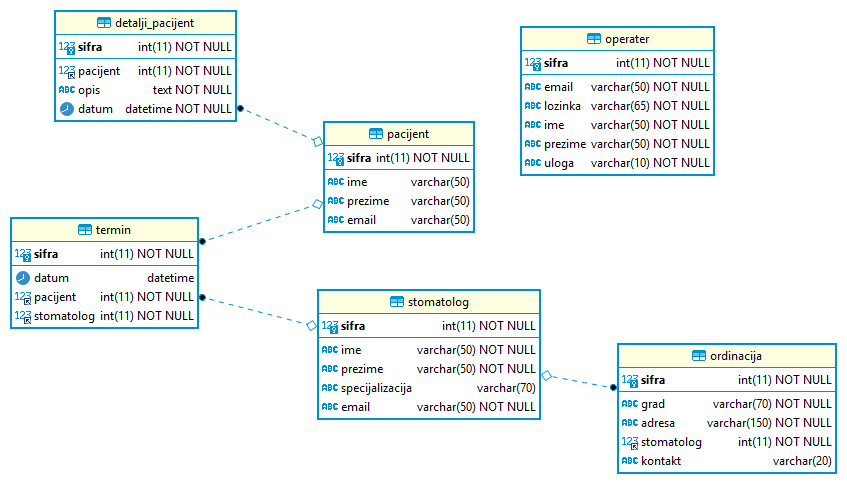 detalji_pacijent
123 sifra int(11) NOT NULL
123 pacijent int(11) NOT NULL
ABC opis text NOT NULL
datum datetime NOT NULL
operater
123 sifra int(11) NOT NULL
ABC email varchar(50) NOT NULL
ABC lozinka varchar(65) NOT NULL
ABC ime varchar(50) NOT NULL
ABC prezime varchar(50) NOT NULL
ABC uloga varchar(10) NOT NULL
pacijent
123 sifra int(11) NOT NULL
ABC ime varchar(50)
ABC prezime varchar(50)
ABC email varchar(50)
termin
123 sifra int(11) NOT NULL
datum datetime
123 pacijent int(11) NOT NULL
123 stomatolog int(11) NOT NULL
stomatolog
123 sifra int(11) NOT NULL
ABC ime varchar(50) NOT NULL
ABC prezime varchar(50) NOT NULL
ABC specijalizacija varchar(70)
ABC email varchar(50) NOT NULL
ordinacija
123 sifra int(11) NOT NULL
ABC grad varchar(70) NOT NULL
ABC adresa varchar(150) NOT NULL
123 stomatolog int(11) NOT NULL
ABC kontakt varchar(20)